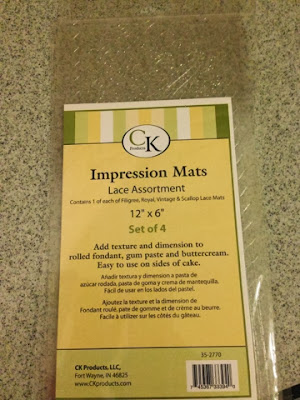 CK
Products
Impression Mats
Lace Assortment
Contains 1 of each of Filigree, Royal, Vintage & Scallop Lace Mats
12" x 6"
Set of 4
Add texture and dimension to
rolled fondant, gum paste and buttercream.
Easy to use on sides of cake.
Añadir textura y dimension a pasta de
azúcar rodada, pasta de goma y crema de mantequilla.
Fácil de usar en los lados del pastel.
Ajoutez la texture et la dimension de
Fondant roulé, pate de gomme et de crème au beurre.
Facile à utiliser sur les côtés du gâteau.
35-2770
CK Products, LLC,
Fort Wayne, IN 46825
www.CKproducts.com